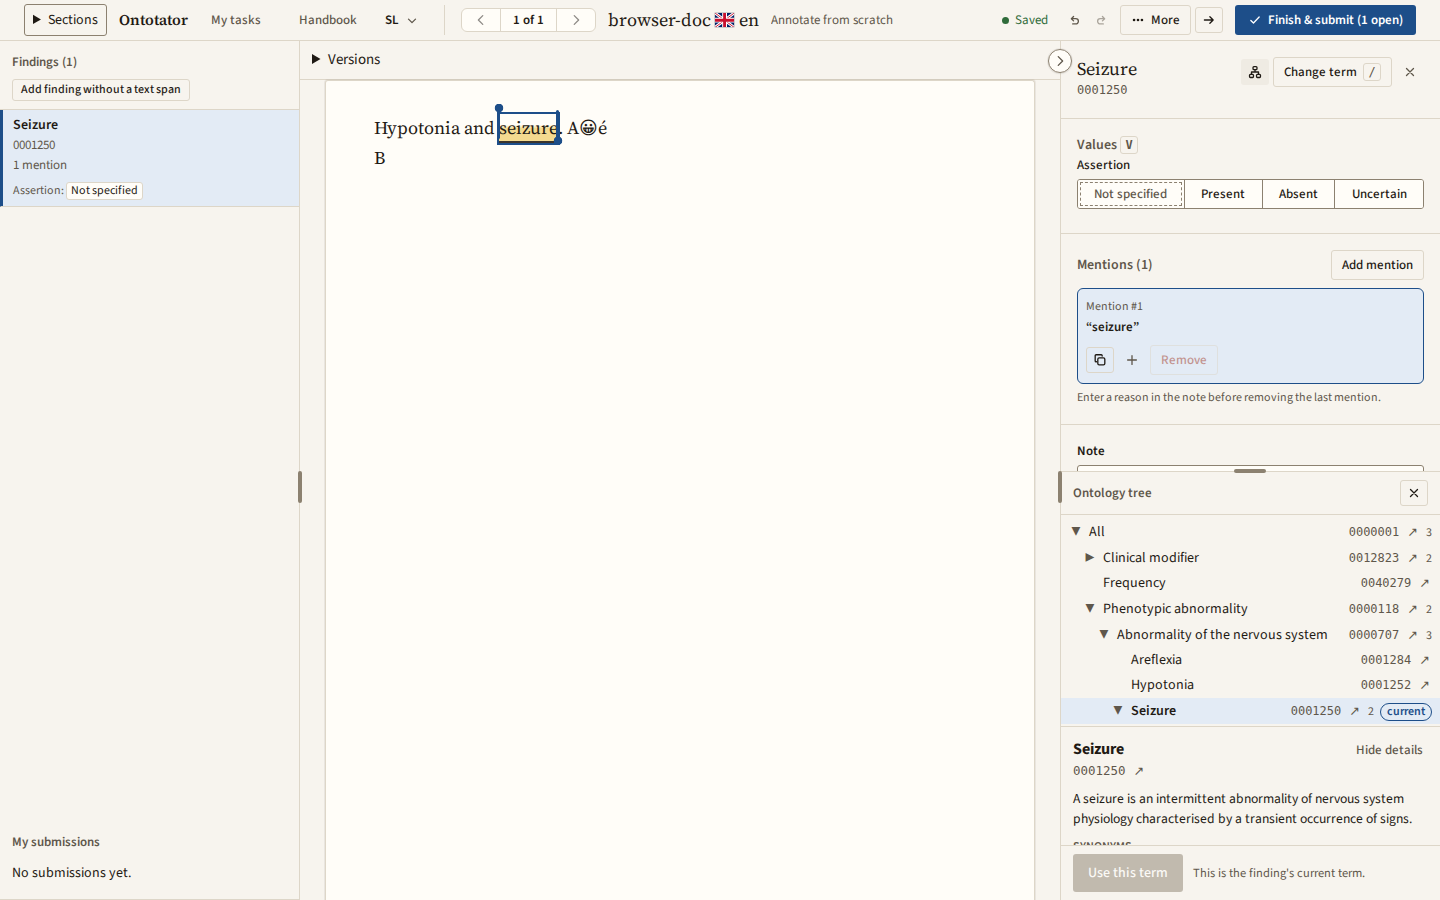 Sections Ontotator My tasks Handbook SL 1 of 1 browser-doc 🇬🇧 en Annotate from scratch Saved More Finish & submit (1 open)
Findings (1)
Add finding without a text span
Seizure
0001250
1 mention
Assertion: Not specified
My submissions
No submissions yet.
Versions
Hypotonia and seizure. A😀é
B
Seizure
0001250
Change term /
Values V
Assertion
Not specified Present Absent Uncertain
Mentions (1) Add mention
Mention #1
“seizure”
Remove
Enter a reason in the note before removing the last mention.
Note
Ontology tree
All 0000001 ↗ 3
Clinical modifier 0012823 ↗ 2
Frequency 0040279 ↗
Phenotypic abnormality 0000118 ↗ 2
Abnormality of the nervous system 0000707 ↗ 3
Areflexia 0001284 ↗
Hypotonia 0001252 ↗
Seizure 0001250 ↗ 2 current
Seizure Hide details
0001250 ↗
A seizure is an intermittent abnormality of nervous system
physiology characterised by a transient occurrence of signs.
SYNONYMS
Use this term This is the finding's current term.